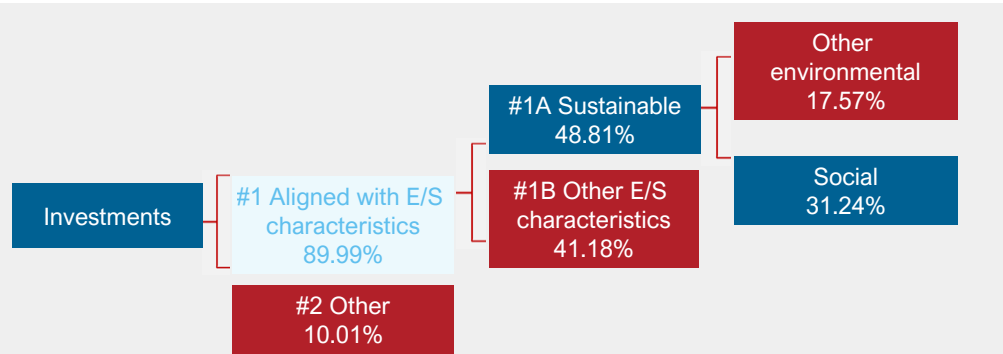 Investments
#1 Aligned with E/S
characteristics
89.99%
#2 Other
10.01%
#1A Sustainable
48.81%
#1B Other E/S
characteristics
41.18%
Other
environmental
17.57%
Social
31.24%